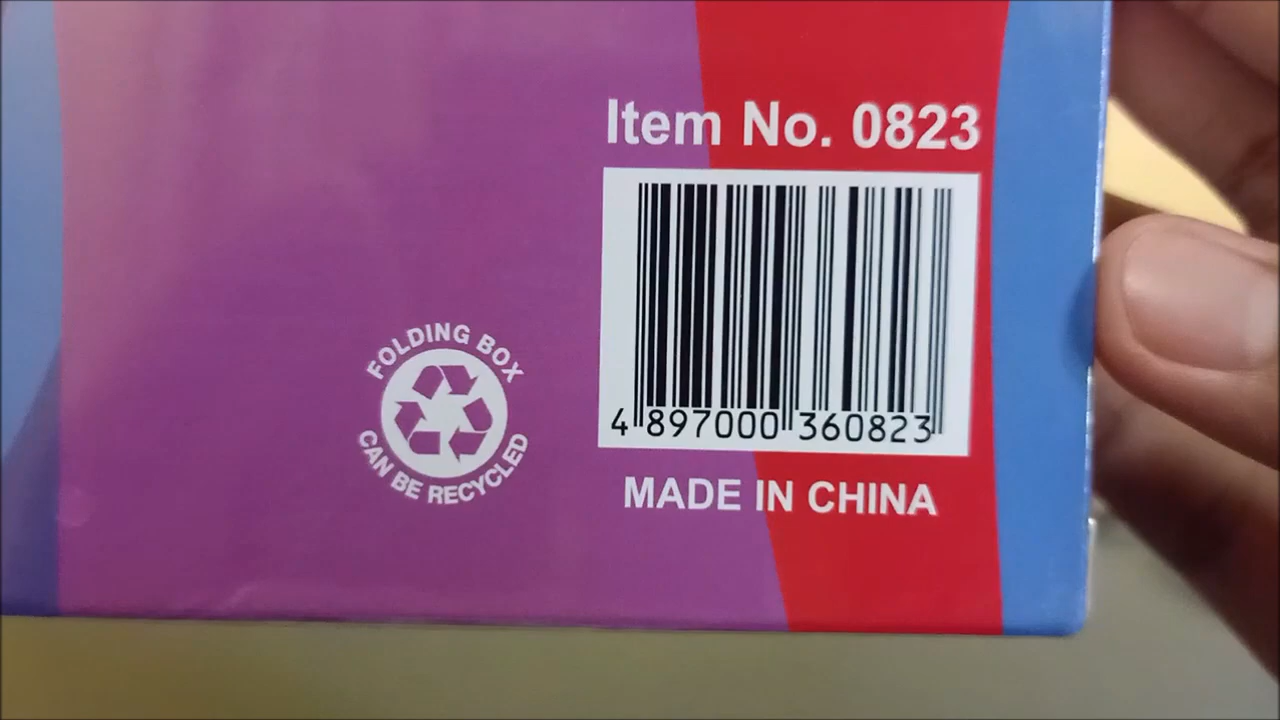 Item No. 0823
4 897000 360823
FOLDING BOX
CAN BE RECYCLED
MADE IN CHINA